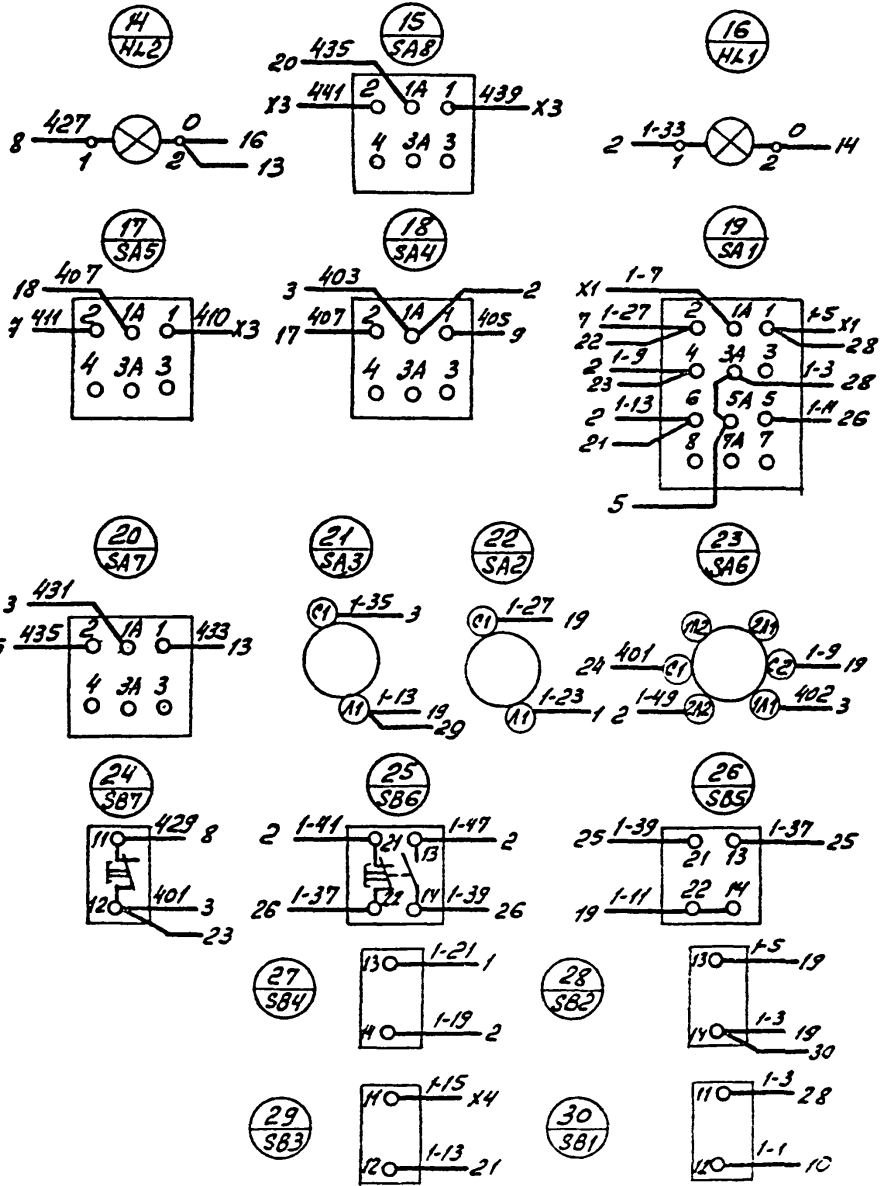 14
HL2
8 427 1 2 0 16
13
15
SA8
20 435
X3 441 2 1A 1 439 X3
4 3A 3
16
HL1
2 1-33 1 2 0 14
17
SA5
18 407
7 411 2 1A 1 410 X3
4 3A 3
18
SA4
3 403 2
17 407 2 1A 1 405 9
4 3A 3
19
SA1
X1 1-7
7 1-27 2 1A 1 1-5 X1
22 28
2 1-9 4 3A 3 1-3
23 28
2 1-13 6 5A 5 1-11 26
21
8 7A 7
5
20
SA7
3 431
435 2 1A 1 433 13
4 3A 3
21
SA3
C1 1-35 3
Л1 1-13 19
29
22
SA2
C1 1-27 19
Л1 1-23 1
23
SA6
1Л2 2Л1
24 401 C1 C2 1-9 19
2 1-49 2Л2 1Л1 402 3
24
SB7
11 429 8
12 401 3
23
25
SB6
2 1-41 21 13 1-47 2
26 1-37 22 14 1-39 26
26
SB5
25 1-39 21 13 1-37 25
19 1-11 22 14
27
SB4
13 1-21 1
14 1-19 2
28
SB2
13 1-5 19
14 1-3 19
30
29
SB3
11 1-15 X4
12 1-13 21
30
SB1
11 1-3 28
12 1-1 10